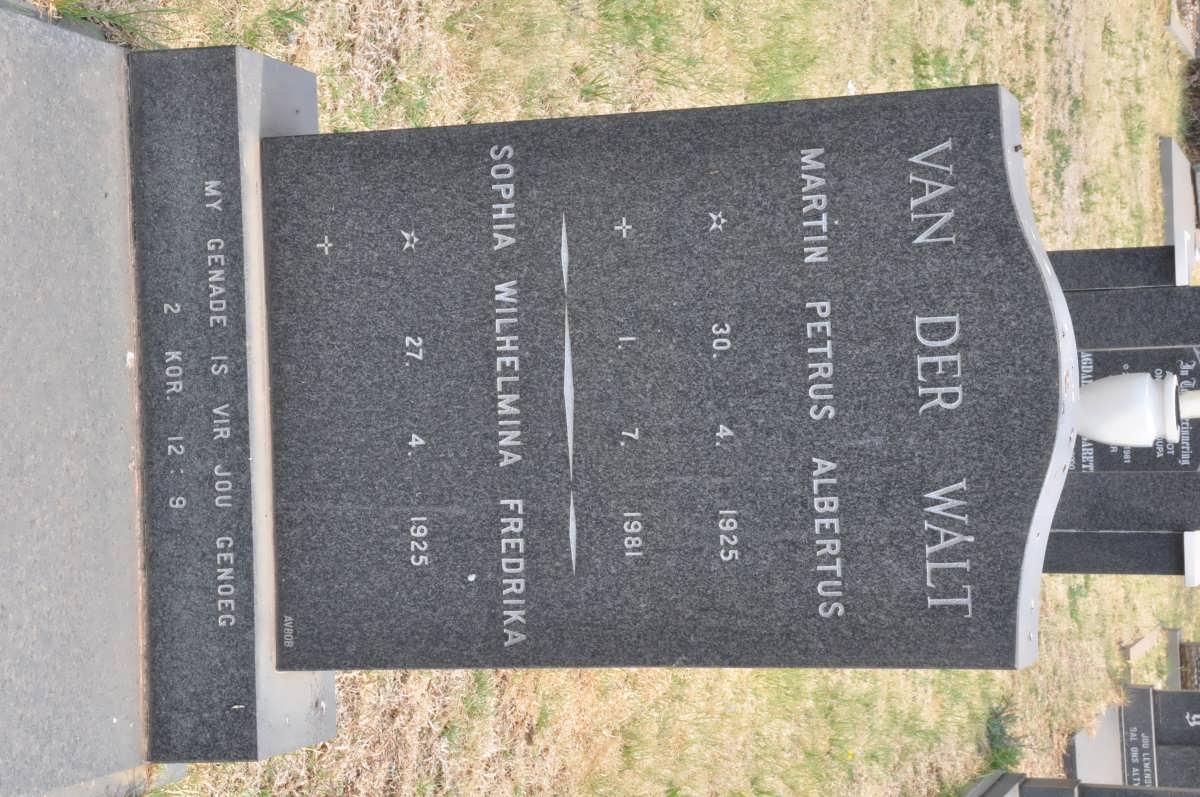 VAN DER WALT
MARTIN PETRUS ALBERTUS
30. 4. 1925
1. 7. 1981
SOPHIA WILHELMINA FREDRIKA
27. 4. 1925
AVBOB
MY GENADE IS VIR JOU GENOEG
2 KOR. 12 : 9